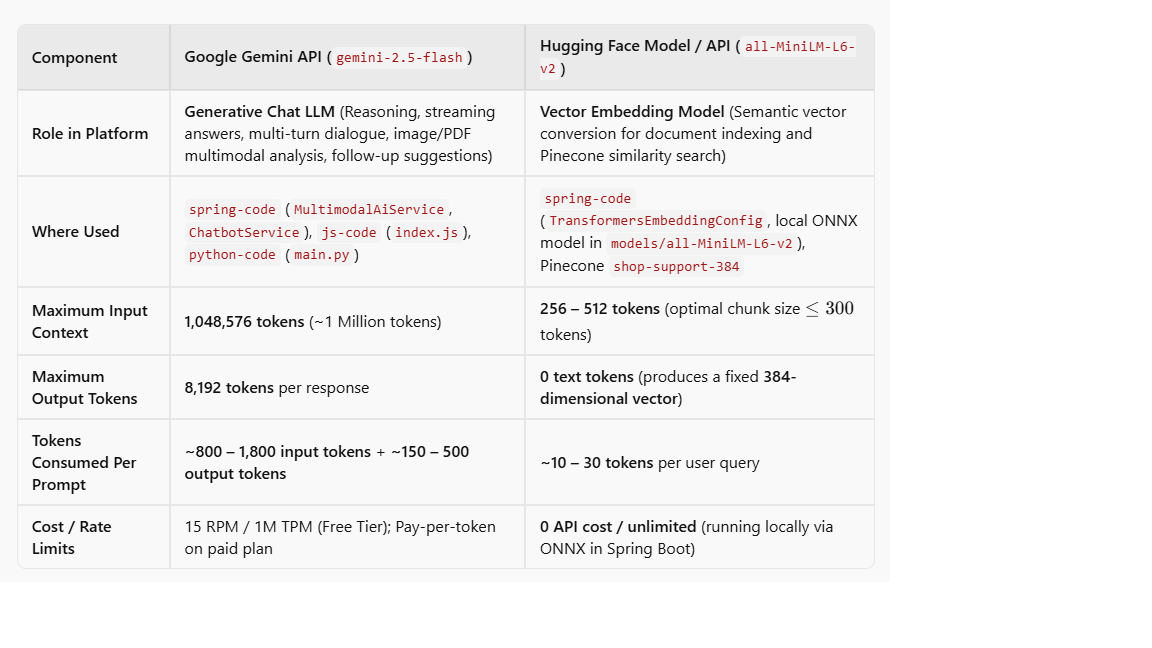 Component
Google Gemini API ( gemini-2.5-flash )
Hugging Face Model / API ( all-MiniLM-L6-
v2 )
Role in Platform
Generative Chat LLM (Reasoning, streaming
answers, multi-turn dialogue, image/PDF
multimodal analysis, follow-up suggestions)
Vector Embedding Model (Semantic vector
conversion for document indexing and
Pinecone similarity search)
Where Used
spring-code ( MultimodalAiService ,
ChatbotService ), js-code ( index.js ),
python-code ( main.py )
spring-code
( TransformersEmbeddingConfig , local ONNX
model in models/all-MiniLM-L6-v2 ),
Pinecone shop-support-384
Maximum Input
Context
1,048,576 tokens (~1 Million tokens)
256 – 512 tokens (optimal chunk size ≤ 300
tokens)
Maximum
Output Tokens
8,192 tokens per response
0 text tokens (produces a fixed 384-
dimensional vector)
Tokens
Consumed Per
Prompt
~800 – 1,800 input tokens + ~150 – 500
output tokens
~10 – 30 tokens per user query
Cost / Rate
Limits
15 RPM / 1M TPM (Free Tier); Pay-per-token
on paid plan
0 API cost / unlimited (running locally via
ONNX in Spring Boot)